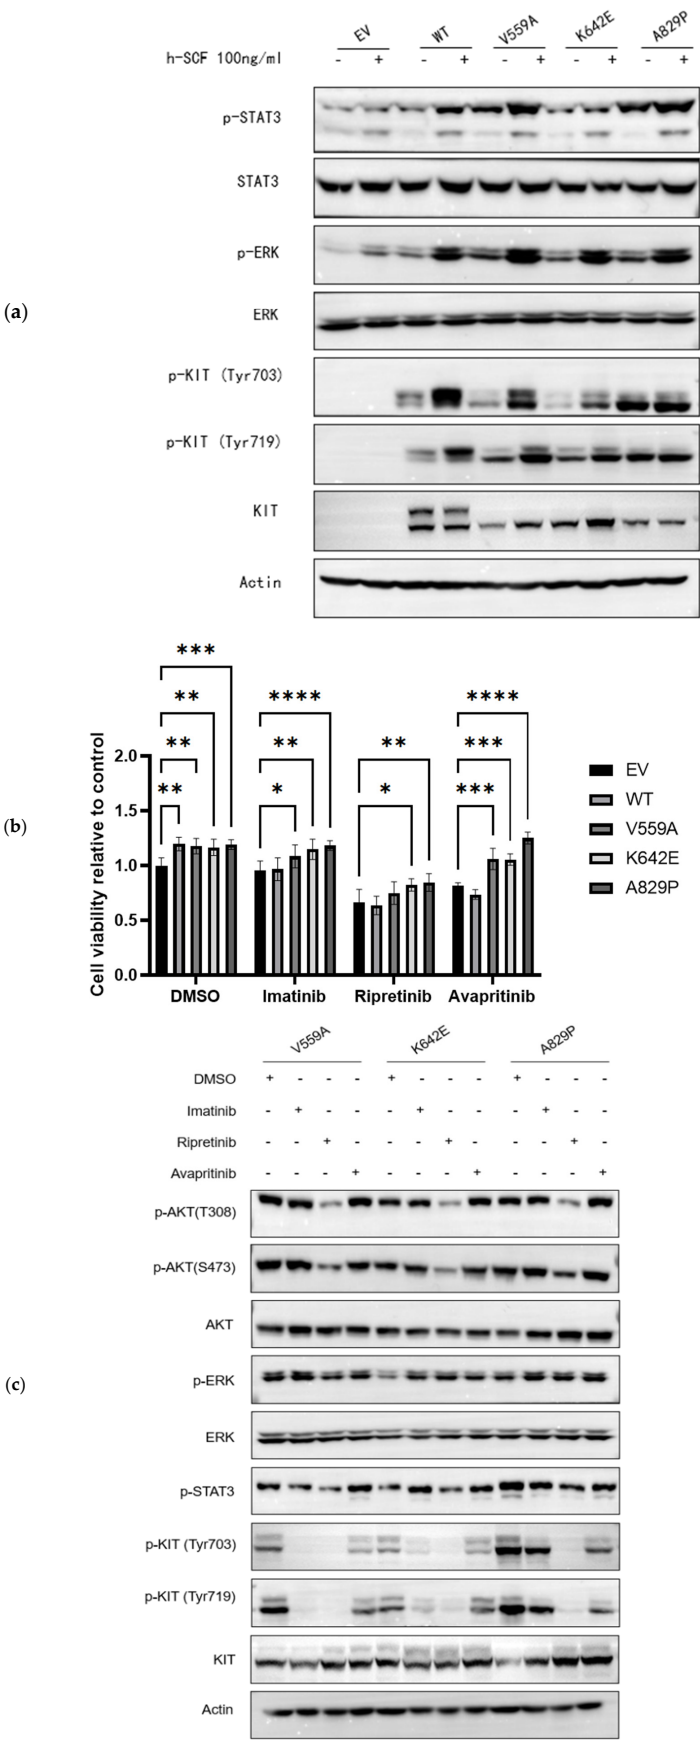 EV WT V559A K642E A829P
h-SCF 100ng/ml - + - + - + - + - +
p-STAT3
STAT3
p-ERK
(a)
ERK
p-KIT (Tyr703)
p-KIT (Tyr719)
KIT
Actin
***
** ****
** ** ** ***
** * * ***
****
(b)
Cell viability relative to control
2.0
1.5
1.0
0.5
0.0
DMSO Imatinib Ripretinib Avapritinib
EV
WT
V559A
K642E
A829P
V559A K642E A829P
DMSO + - - - + - - - + - - -
Imatinib - + - - - + - - - + - -
Ripretinib - - + - - - + - - - + -
Avapritinib - - - + - - - + - - - +
p-AKT(T308)
p-AKT(S473)
AKT
p-ERK
(c)
ERK
p-STAT3
p-KIT (Tyr703)
p-KIT (Tyr719)
KIT
Actin